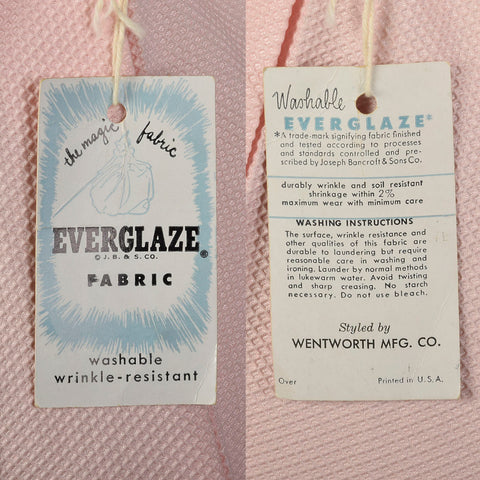 the magic fabric
EVERGLAZE®
© J. B. & S. CO.
FABRIC
washable
wrinkle-resistant
Washable
EVERGLAZE*
*A trade-mark signifying fabric finished
and tested according to processes
and standards controlled and pre-
scribed by Joseph Bancroft & Sons Co.
durably wrinkle and soil resistant
shrinkage within 2%
maximum wear with minimum care
WASHING INSTRUCTIONS
The surface, wrinkle resistance and
other qualities of this fabric are
durable to laundering but require
reasonable care in washing and
ironing. Launder by normal methods
in lukewarm water. Avoid twisting
and sharp creasing. No starch
necessary. Do not use bleach.
Styled by
WENTWORTH MFG. CO.
Over
Printed in U.S.A.